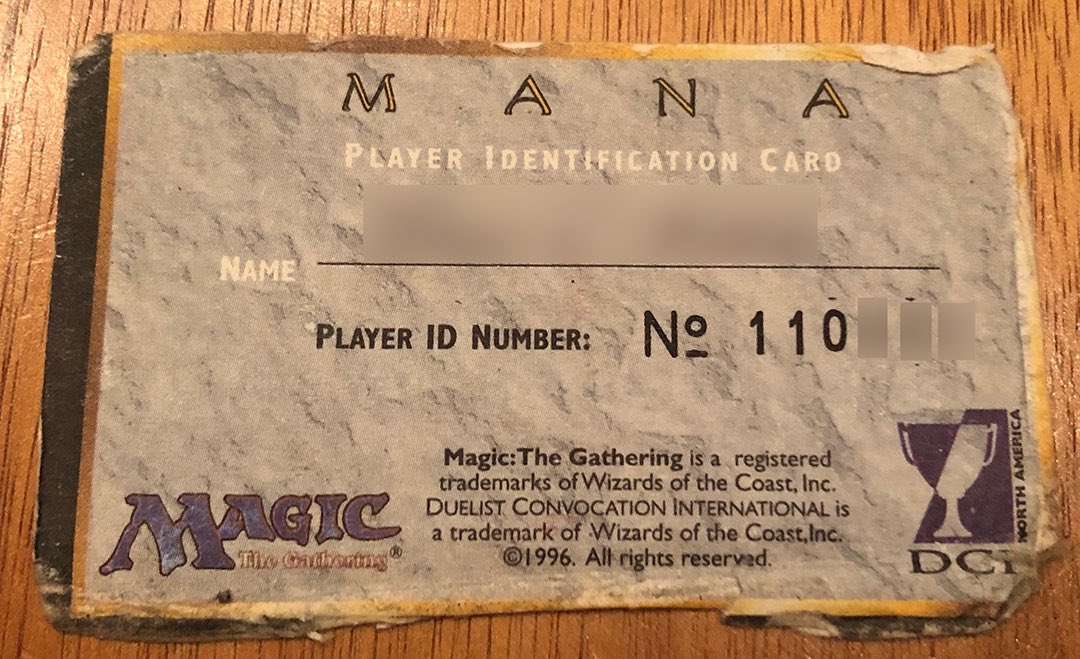 M A N A
PLAYER IDENTIFICATION CARD
NAME
PLAYER ID NUMBER: Nº 110
Magic: The Gathering is a registered
trademarks of Wizards of the Coast, Inc.
DUELIST CONVOCATION INTERNATIONAL is
a trademark of Wizards of the Coast, Inc.
©1996. All rights reserved.
MAGIC
The Gathering®
NORTH AMERICA
DCI